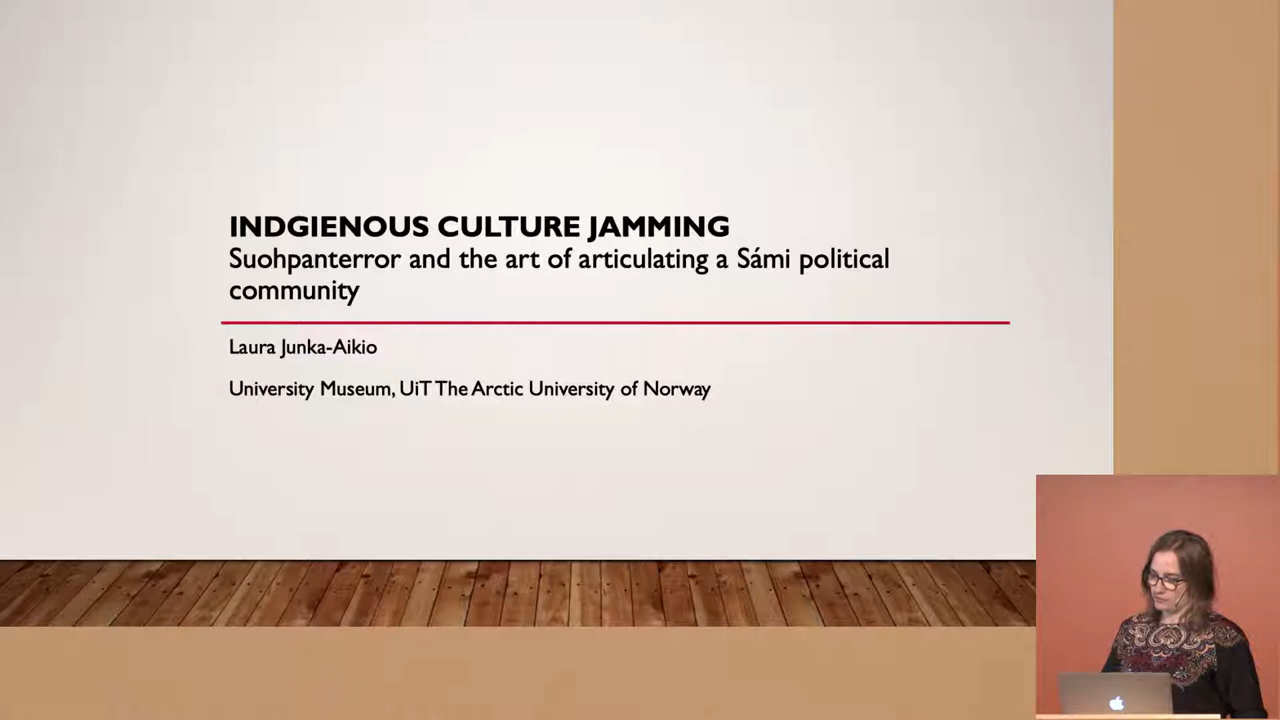 INDGIENOUS CULTURE JAMMING
Suohpanterror and the art of articulating a Sámi political
community
Laura Junka-Aikio
University Museum, UiT The Arctic University of Norway